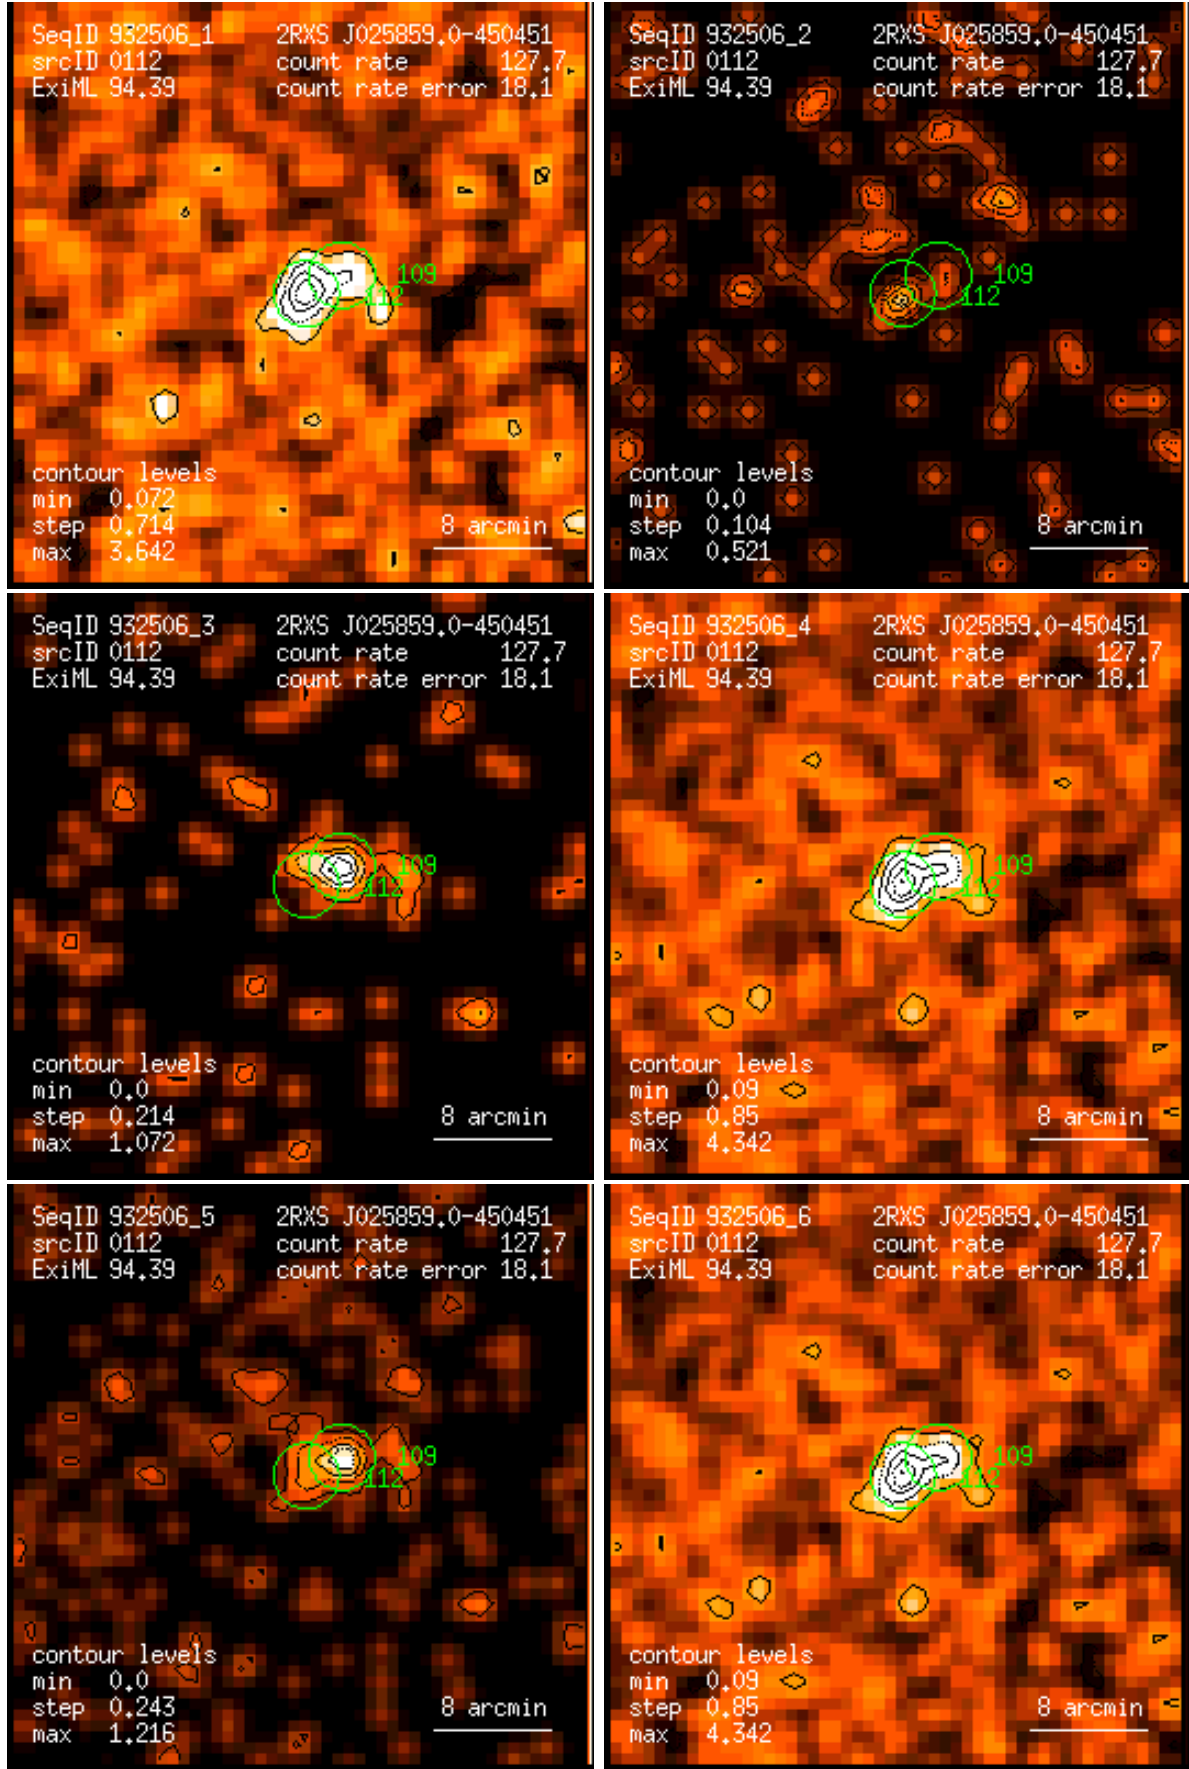 SeqID 932506_1 2RXS J025859.0-450451
srcID 0112 count rate 127.7
ExiML 94.39 count rate error 18.1
109
112
contour levels
min 0.072
step 0.714 8 arcmin
max 3.642
SeqID 932506_2 2RXS J025859.0-450451
srcID 0112 count rate 127.7
ExiML 94.39 count rate error 18.1
109
112
contour levels
min 0.0
step 0.104 8 arcmin
max 0.521
SeqID 932506_3 2RXS J025859.0-450451
srcID 0112 count rate 127.7
ExiML 94.39 count rate error 18.1
109
112
contour levels
min 0.0
step 0.214 8 arcmin
max 1.072
SeqID 932506_4 2RXS J025859.0-450451
srcID 0112 count rate 127.7
ExiML 94.39 count rate error 18.1
109
112
contour levels
min 0.09
step 0.85 8 arcmin
max 4.342
SeqID 932506_5 2RXS J025859.0-450451
srcID 0112 count rate 127.7
ExiML 94.39 count rate error 18.1
109
112
contour levels
min 0.0
step 0.243 8 arcmin
max 1.216
SeqID 932506_6 2RXS J025859.0-450451
srcID 0112 count rate 127.7
ExiML 94.39 count rate error 18.1
109
112
contour levels
min 0.09
step 0.85 8 arcmin
max 4.342